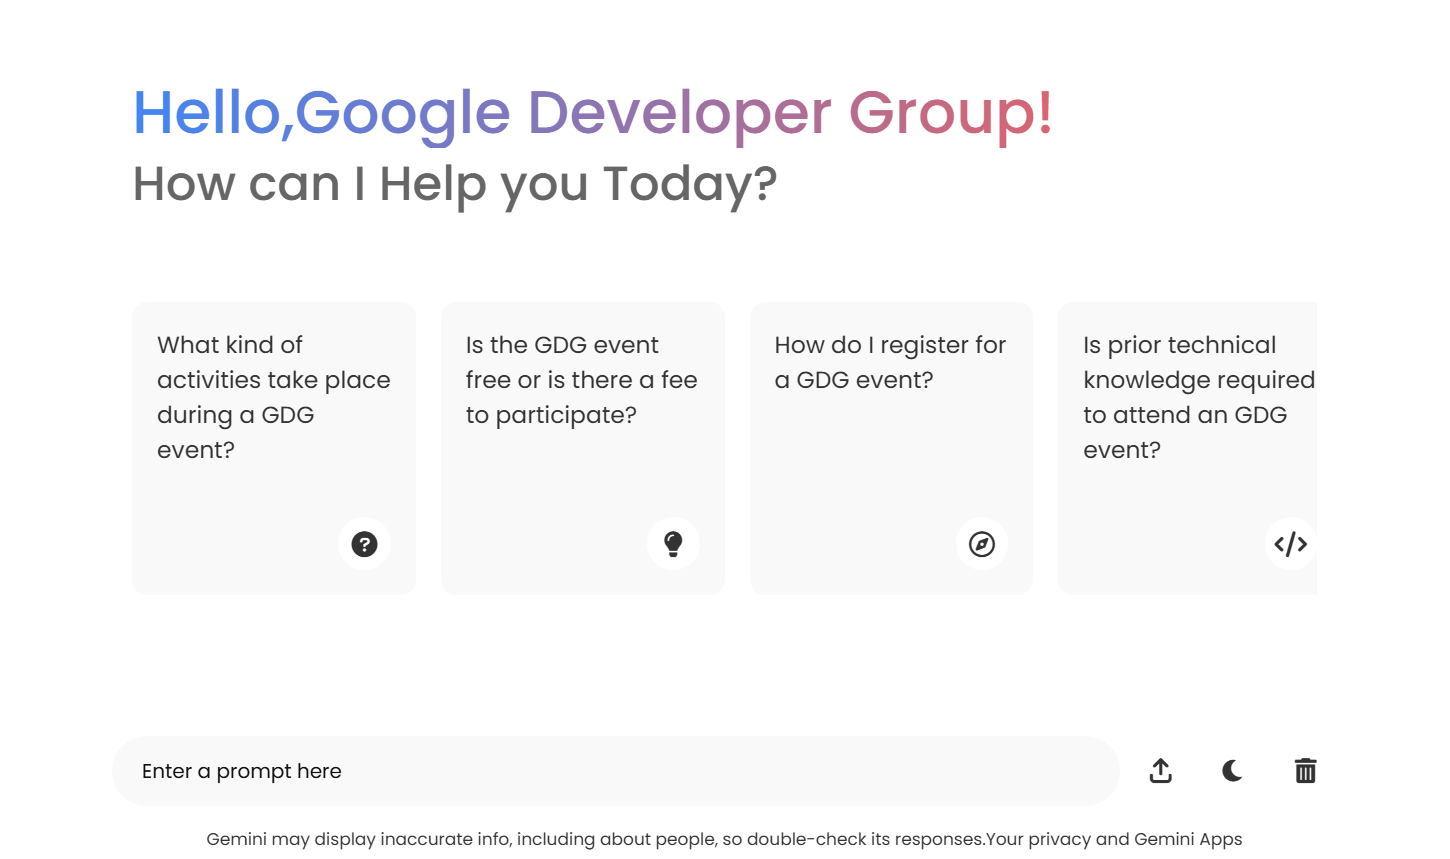 Hello,Google Developer Group!
How can I Help you Today?
What kind of
activities take place
during a GDG
event?
Is the GDG event
free or is there a fee
to participate?
How do I register for
a GDG event?
Is prior technical
knowledge required
to attend an GDG
event?
Enter a prompt here
Gemini may display inaccurate info, including about people, so double-check its responses.Your privacy and Gemini Apps